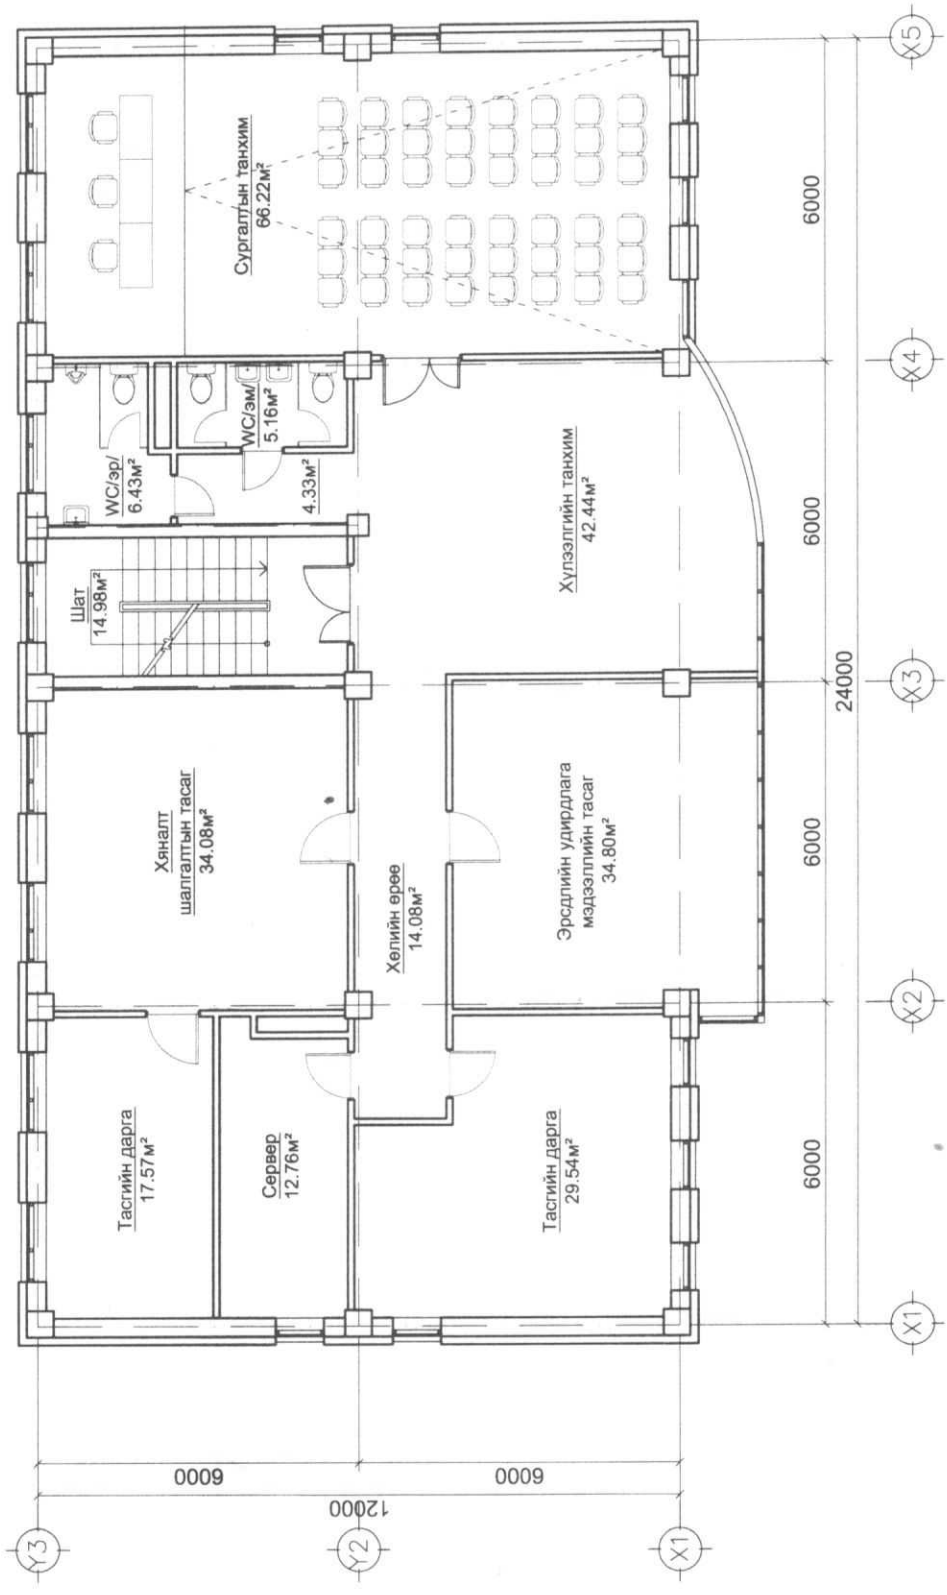 Y3
Y2
X1
6000
6000
12000
Тасгийн дарга
17.57м²
Хяналт
шалгалтын тасаг
34.08м²
Шат
14.98м²
WC/эр/
6.43м²
WC/эм/
5.16м²
4.33м²
Сургалтын танхим
66.22м²
Сервер
12.76м²
Хөлийн өрөө
14.08м²
Тасгийн дарга
29.54м²
Эрсдлийн удирдлага
мэдээллийн тасаг
34.80м²
Хүлээлгийн танхим
42.44м²
6000
6000
6000
6000
24000
X1
X2
X3
X4
X5